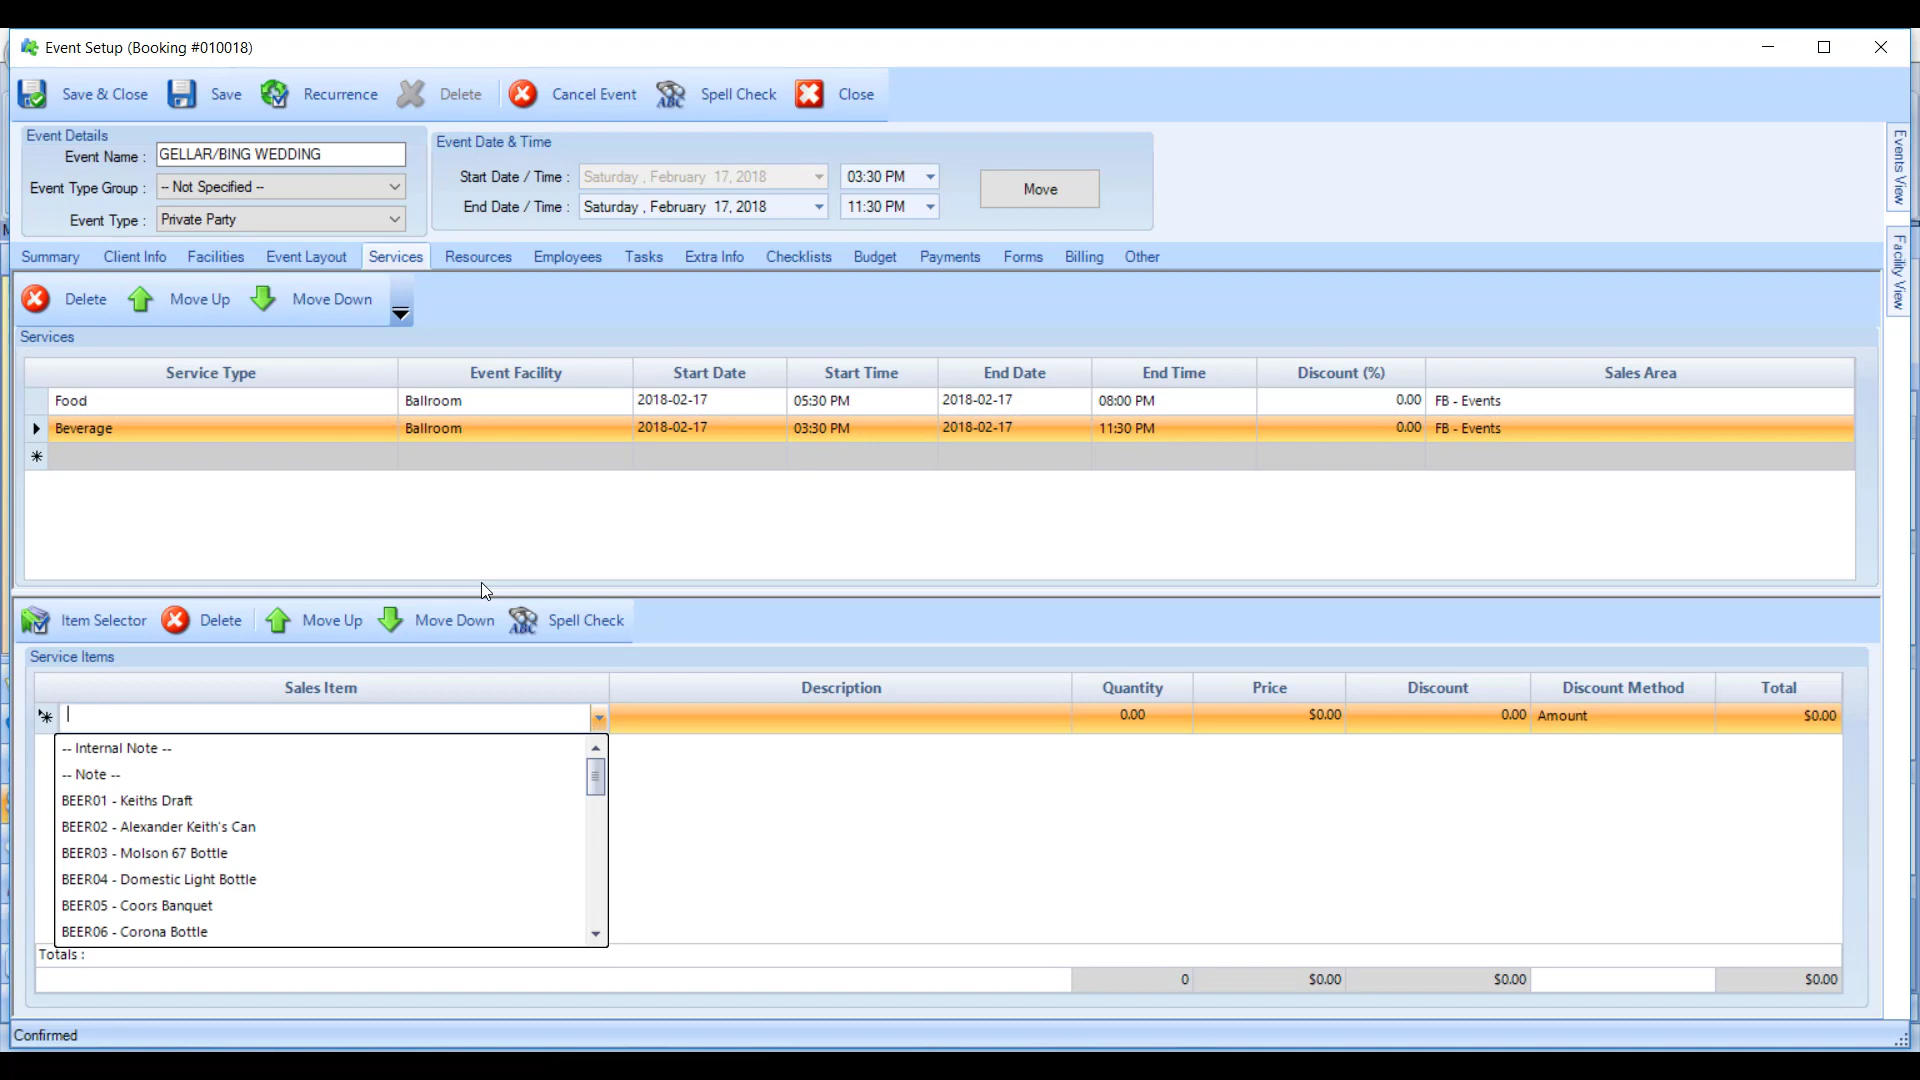 Event Setup (Booking #010018)
Save & Close Save Recurrence Delete Cancel Event Spell Check Close
Event Details
Event Name : GELLAR/BING WEDDING
Event Type Group : -- Not Specified --
Event Type : Private Party
Event Date & Time
Start Date / Time : Saturday , February 17, 2018 03:30 PM
End Date / Time : Saturday , February 17, 2018 11:30 PM
Move
Events View
Facility View
Summary Client Info Facilities Event Layout Services Resources Employees Tasks Extra Info Checklists Budget Payments Forms Billing Other
Delete Move Up Move Down
Services
Service Type Event Facility Start Date Start Time End Date End Time Discount (%) Sales Area
Food Ballroom 2018-02-17 05:30 PM 2018-02-17 08:00 PM 0.00 FB - Events
Beverage Ballroom 2018-02-17 03:30 PM 2018-02-17 11:30 PM 0.00 FB - Events
Item Selector Delete Move Up Move Down ABC Spell Check
Service Items
Sales Item Description Quantity Price Discount Discount Method Total
0.00 $0.00 0.00 Amount $0.00
-- Internal Note --
-- Note --
BEER01 - Keiths Draft
BEER02 - Alexander Keith's Can
BEER03 - Molson 67 Bottle
BEER04 - Domestic Light Bottle
BEER05 - Coors Banquet
BEER06 - Corona Bottle
Totals :
0 $0.00 $0.00 $0.00
Confirmed